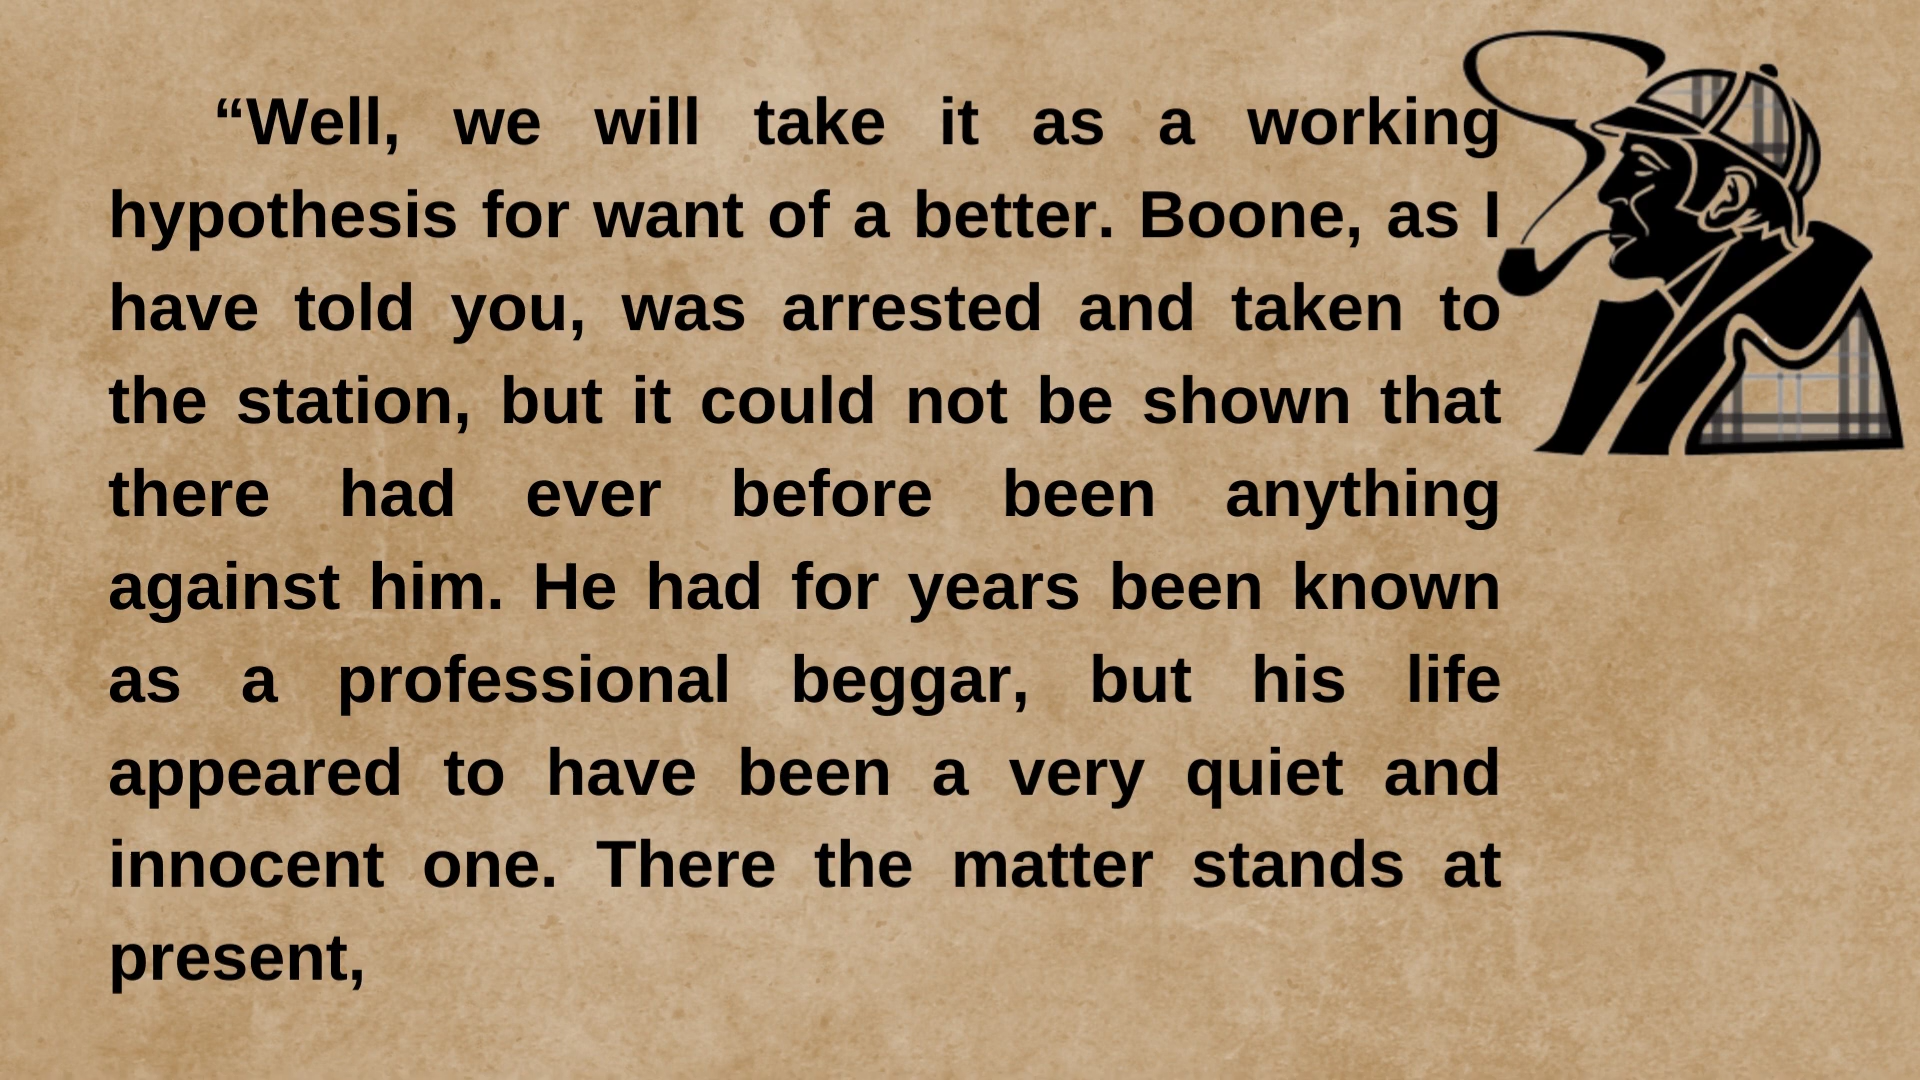 “Well, we will take it as a working
hypothesis for want of a better. Boone, as I
have told you, was arrested and taken to
the station, but it could not be shown that
there had ever before been anything
against him. He had for years been known
as a professional beggar, but his life
appeared to have been a very quiet and
innocent one. There the matter stands at
present,